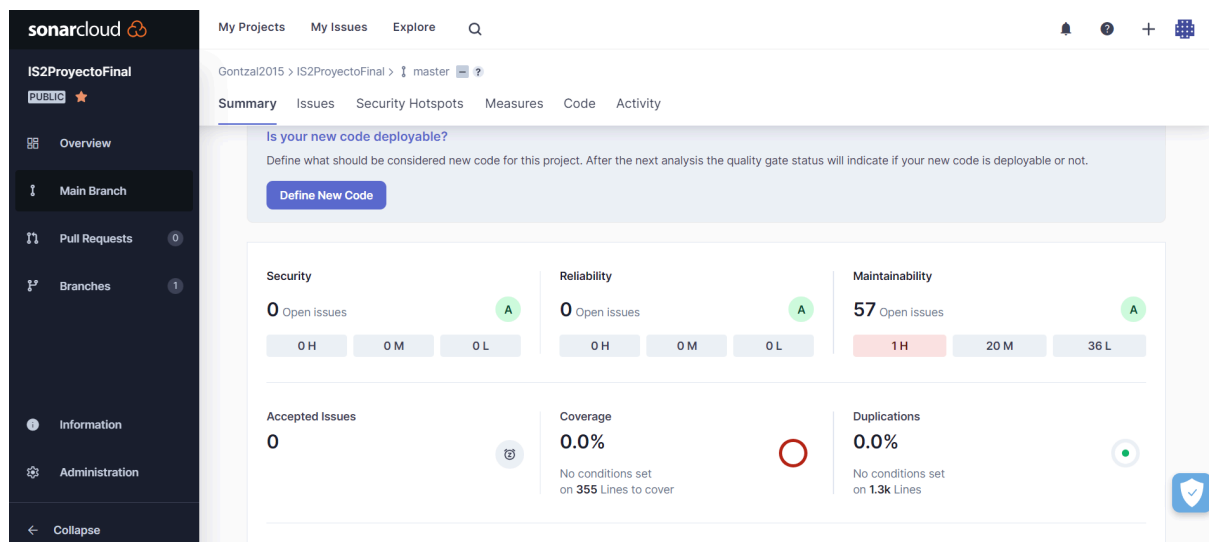 sonarcloud
My Projects My Issues Explore
IS2ProyectoFinal
PUBLIC
Overview
Main Branch
Pull Requests 0
Branches 1
Information
Administration
Collapse
Gontzal2015 > IS2ProyectoFinal > master ?
Summary Issues Security Hotspots Measures Code Activity
Is your new code deployable?
Define what should be considered new code for this project. After the next analysis the quality gate status will indicate if your new code is deployable or not.
Define New Code
Security
0 Open issues A
0 H 0 M 0 L
Reliability
0 Open issues A
0 H 0 M 0 L
Maintainability
57 Open issues A
1 H 20 M 36 L
Accepted Issues
0
Coverage
0.0%
No conditions set
on 355 Lines to cover
Duplications
0.0%
No conditions set
on 1.3k Lines